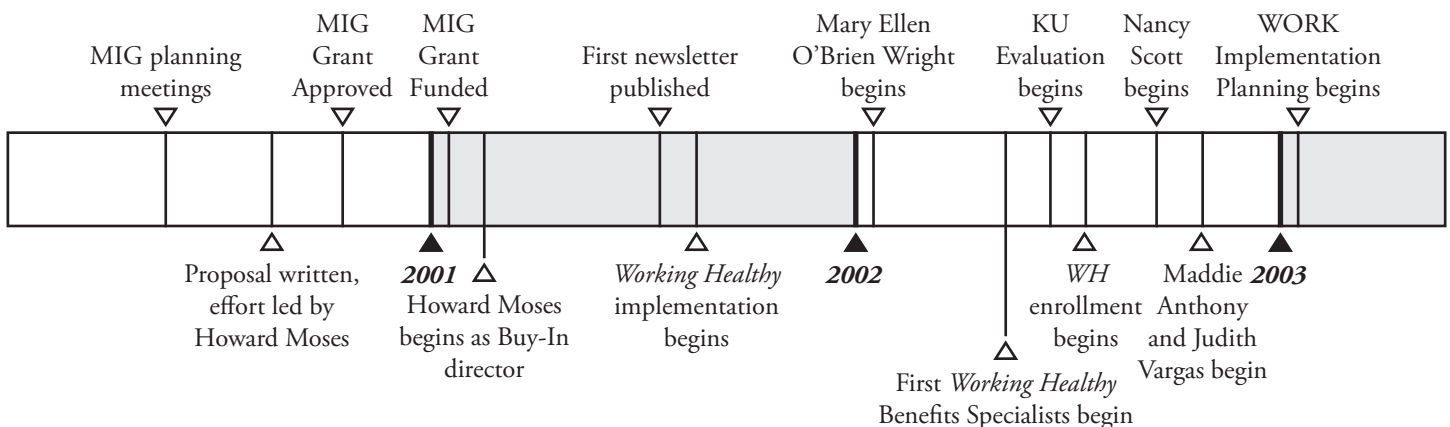 MIG planning
meetings
MIG
Grant
Approved
MIG
Grant
Funded
First newsletter
published
Mary Ellen
O’Brien Wright
begins
KU
Evaluation
begins
Nancy
Scott
begins
WORK
Implementation
Planning begins
Proposal written,
effort led by
Howard Moses
2001
Howard Moses
begins as Buy-In
director
Working Healthy
implementation
begins
2002
First Working Healthy
Benefits Specialists begin
WH
enrollment
begins
Maddie
Anthony
and Judith
Vargas begin
2003